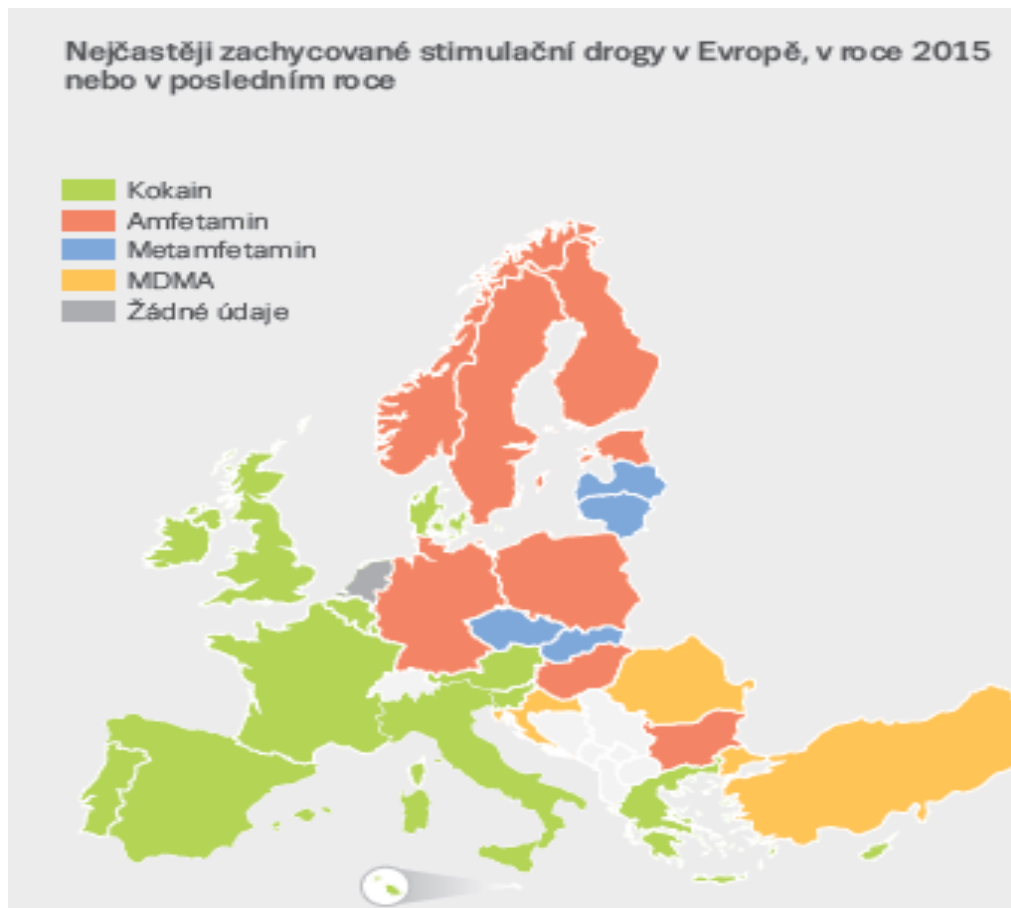 Nejčastěji zachycované stimulační drogy v Evropě, v roce 2015
nebo v posledním roce
Kokain
Amfetamin
Metamfetamin
MDMA
Žádné údaje